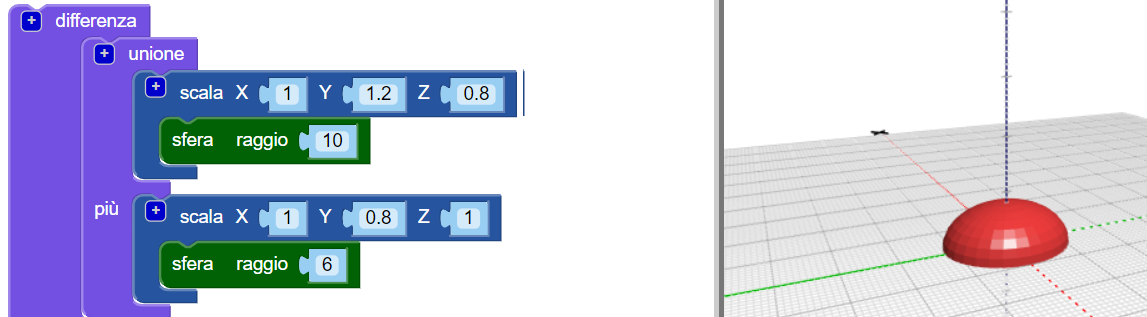 + differenza
+ unione
+ scala X 1 Y 1.2 Z 0.8
sfera raggio 10
più + scala X 1 Y 0.8 Z 1
sfera raggio 6